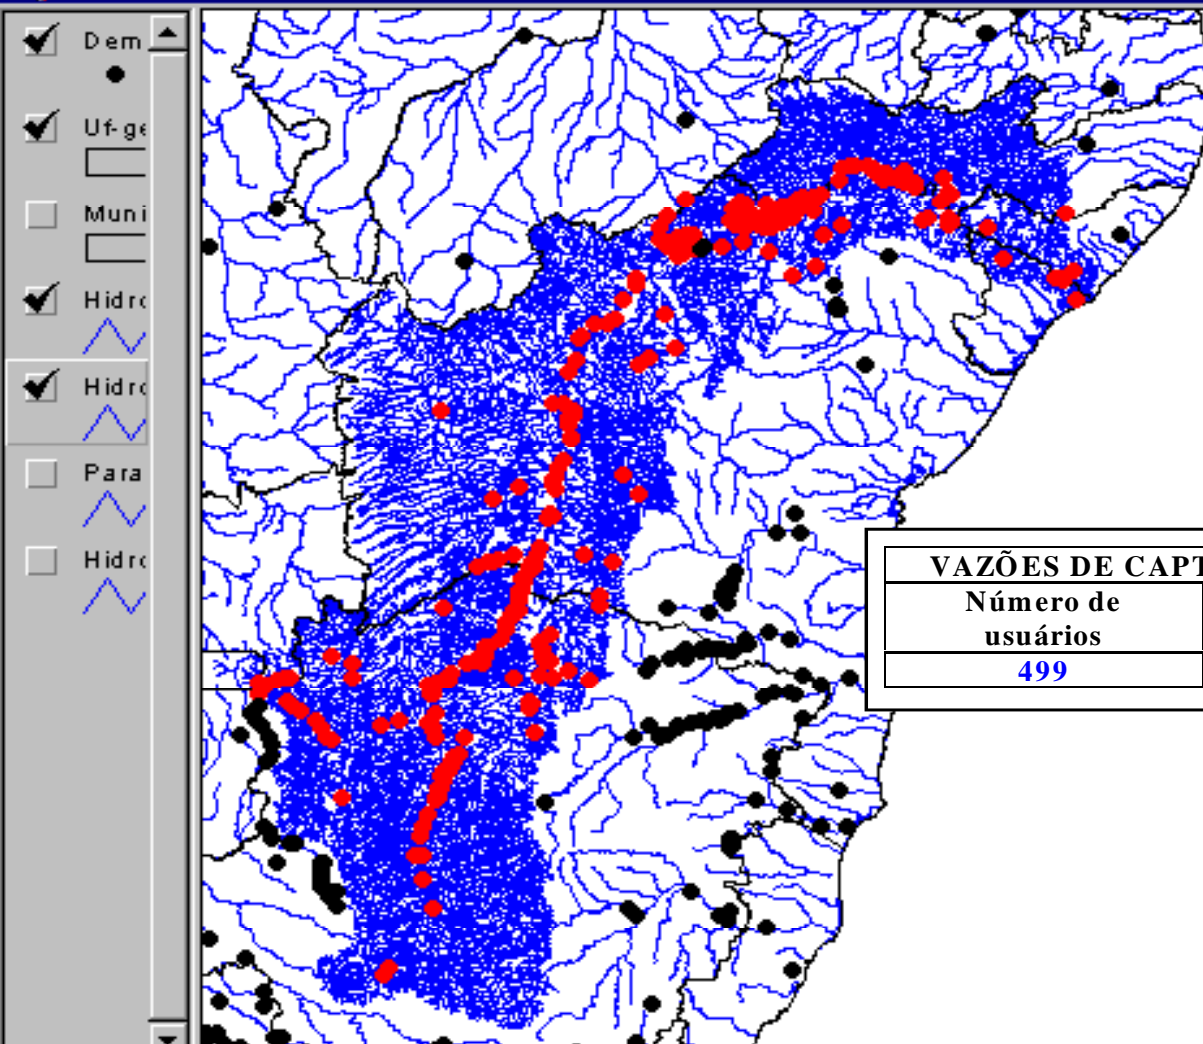 Dem
Uf-ge
Muni
Hidro
Hidro
Para
Hidro
VAZÕES DE CAPT
Número de
usuários
499